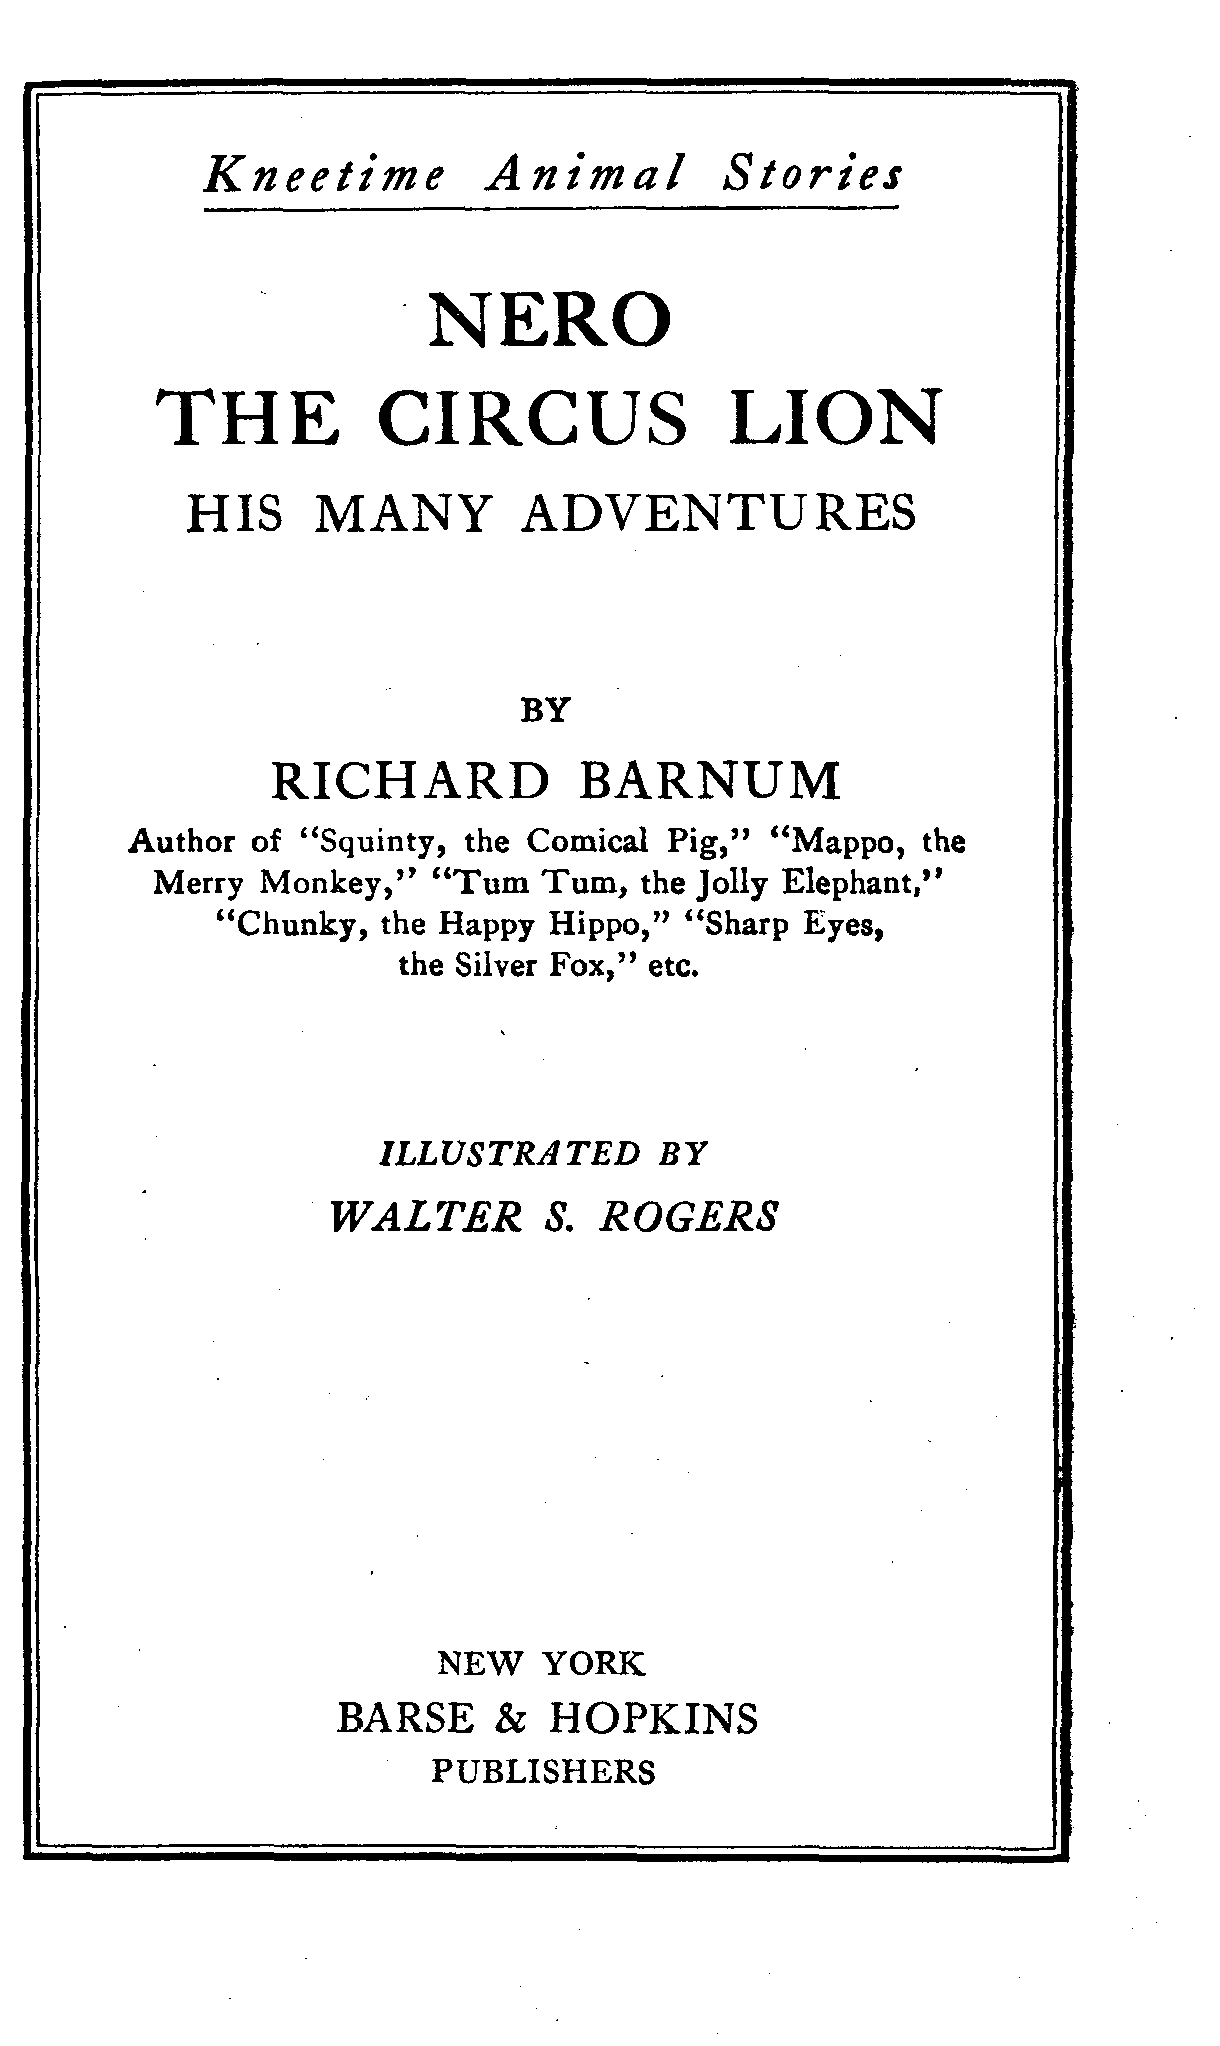 Kneetime Animal Stories
NERO
THE CIRCUS LION
HIS MANY ADVENTURES
BY
RICHARD BARNUM
Author of "Squinty, the Comical Pig," "Mappo, the
Merry Monkey," "Tum Tum, the Jolly Elephant,"
"Chunky, the Happy Hippo," "Sharp Eyes,
the Silver Fox," etc.
ILLUSTRATED BY
WALTER S. ROGERS
NEW YORK
BARSE & HOPKINS
PUBLISHERS